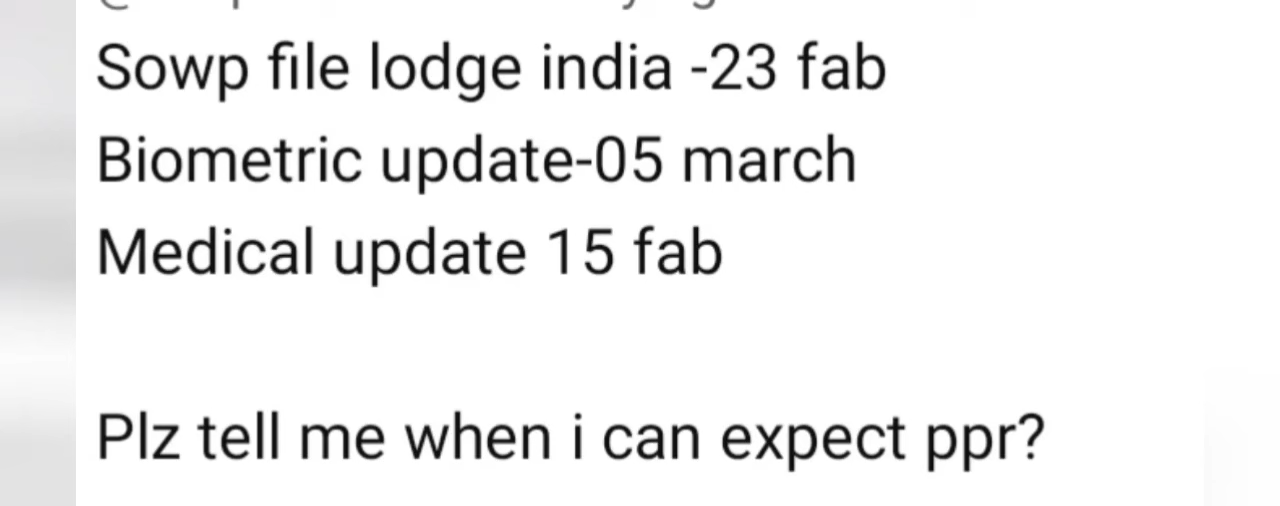 Sowp file lodge india -23 fab
Biometric update-05 march
Medical update 15 fab
Plz tell me when i can expect ppr?